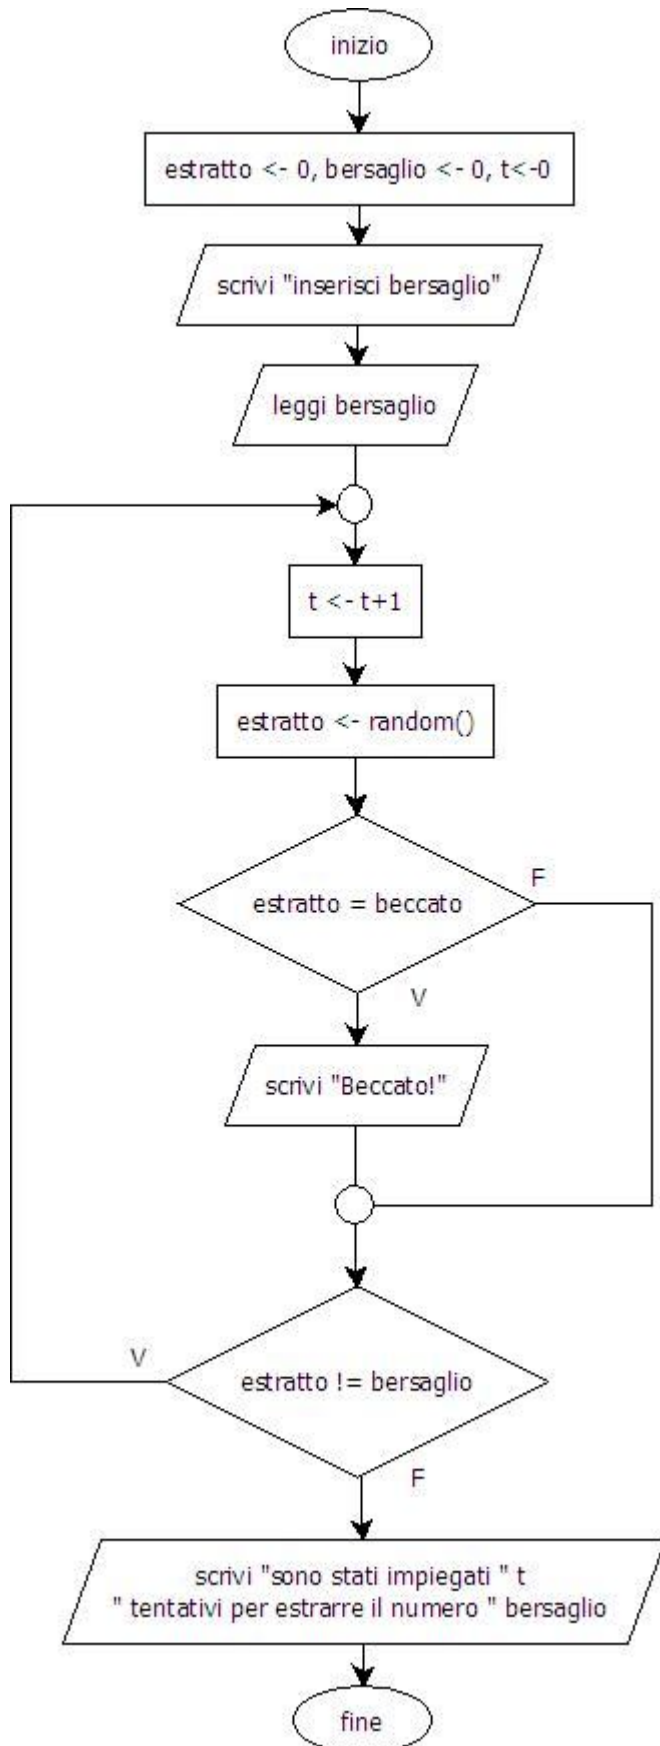 inizio
estratto <- 0, bersaglio <- 0, t<-0
scrivi "inserisci bersaglio"
leggi bersaglio
t <- t+1
estratto <- random()
estratto = beccato
F
V
scrivi "Beccato!"
V
estratto != bersaglio
F
scrivi "sono stati impiegati " t
" tentativi per estrarre il numero " bersaglio
fine